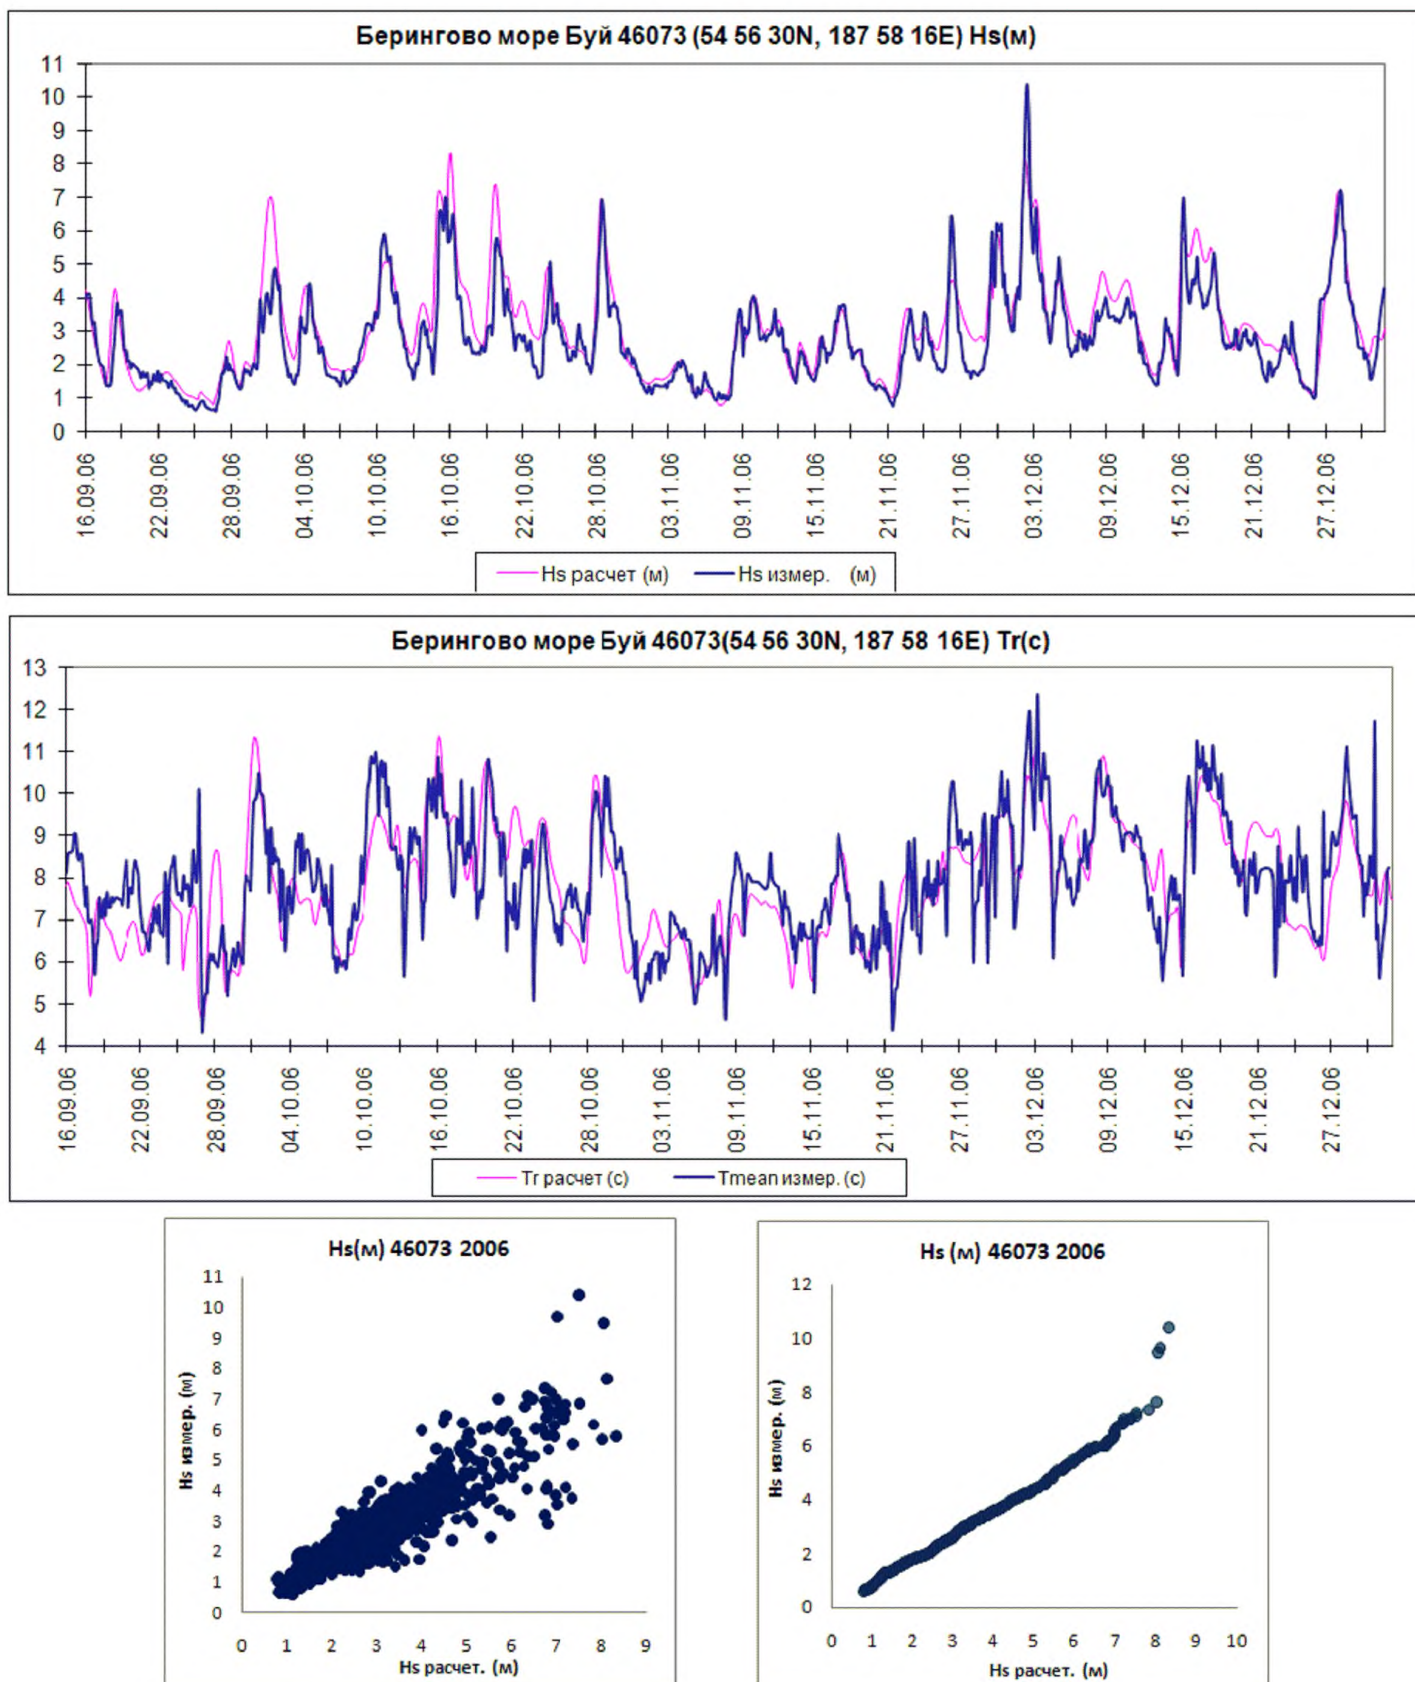 Берингово море Буй 46073 (54 56 30N, 187 58 16E) Hs(м)
11
10
9
8
7
6
5
4
3
2
1
0
16.09.06 22.09.06 28.09.06 04.10.06 10.10.06 16.10.06 22.10.06 28.10.06 03.11.06 09.11.06 15.11.06 21.11.06 27.11.06 03.12.06 09.12.06 15.12.06 21.12.06 27.12.06
Hs расчет (м) Hs измер. (м)
Берингово море Буй 46073(54 56 30N, 187 58 16E) Tr(с)
13
12
11
10
9
8
7
6
5
4
16.09.06 22.09.06 28.09.06 04.10.06 10.10.06 16.10.06 22.10.06 28.10.06 03.11.06 09.11.06 15.11.06 21.11.06 27.11.06 03.12.06 09.12.06 15.12.06 21.12.06 27.12.06
Tr расчет (с) Tmean измер. (с)
Hs(м) 46073 2006
Hs измер. (м)
11
10
9
8
7
6
5
4
3
2
1
0
0 1 2 3 4 5 6 7 8 9
Hs расчет. (м)
Hs (м) 46073 2006
Hs измер. (м)
12
10
8
6
4
2
0
0 1 2 3 4 5 6 7 8 9 10
Hs расчет. (м)